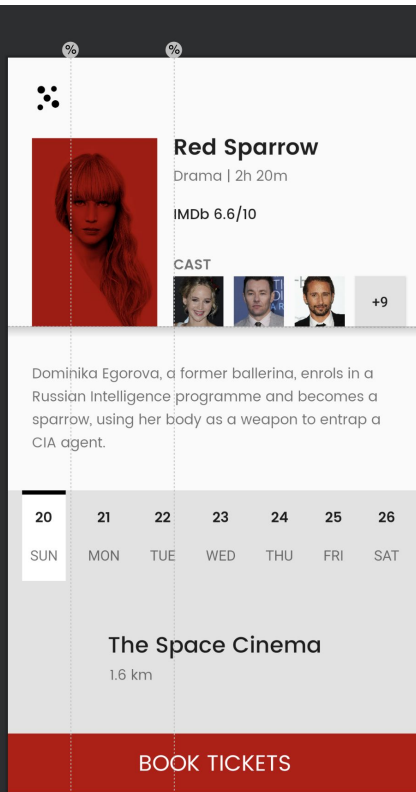 % %
Red Sparrow
Drama | 2h 20m
IMDb 6.6/10
CAST
+9
Dominika Egorova, a former ballerina, enrols in a
Russian Intelligence programme and becomes a
sparrow, using her body as a weapon to entrap a
CIA agent.
20 21 22 23 24 25 26
SUN MON TUE WED THU FRI SAT
The Space Cinema
1.6 km
BOOK TICKETS